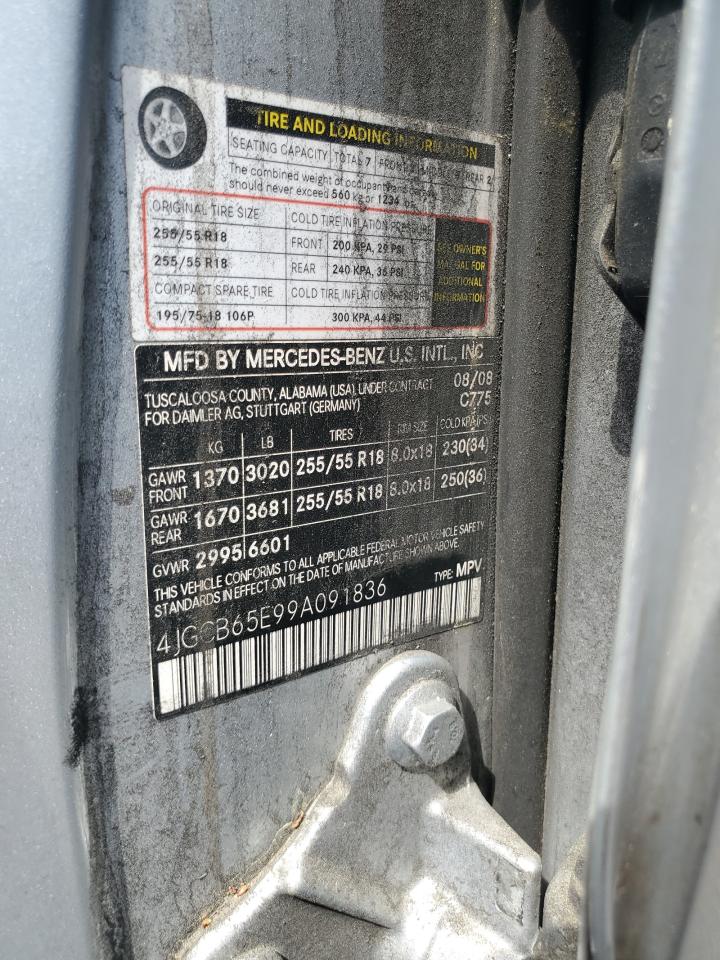 TIRE AND LOADING INFORMATION
SEATING CAPACITY TOTAL 7 FRONT REAR 2
The combined weight of occupants and cargo
should never exceed 560 kg or 1234
ORIGINAL TIRE SIZE COLD TIRE INFLATION PRESSURE
255/55 R18 FRONT 200 KPA, 29 PSI
255/55 R18 REAR 240 KPA, 35 PSI
COMPACT SPARE TIRE COLD TIRE INFLATION PRESSURE
195/75-18 106P 300 KPA, 44 PSI
SEE OWNER'S
MANUAL FOR
ADDITIONAL
INFORMATION
MFD BY MERCEDES-BENZ U.S. INTL., INC
TUSCALOOSA COUNTY, ALABAMA (USA), UNDER CONTRACT 08/08
FOR DAIMLER AG, STUTTGART (GERMANY) C775
KG LB TIRES RIM SIZE COLD KPA(PSI)
GAWR FRONT 1370 3020 255/55 R18 8.0x18 230(34)
GAWR REAR 1670 3681 255/55 R18 8.0x18 250(36)
GVWR 2995 6601
THIS VEHICLE CONFORMS TO ALL APPLICABLE FEDERAL MOTOR VEHICLE SAFETY
STANDARDS IN EFFECT ON THE DATE OF MANUFACTURE SHOWN ABOVE.
4JGCB65E99A091836 TYPE: MPV